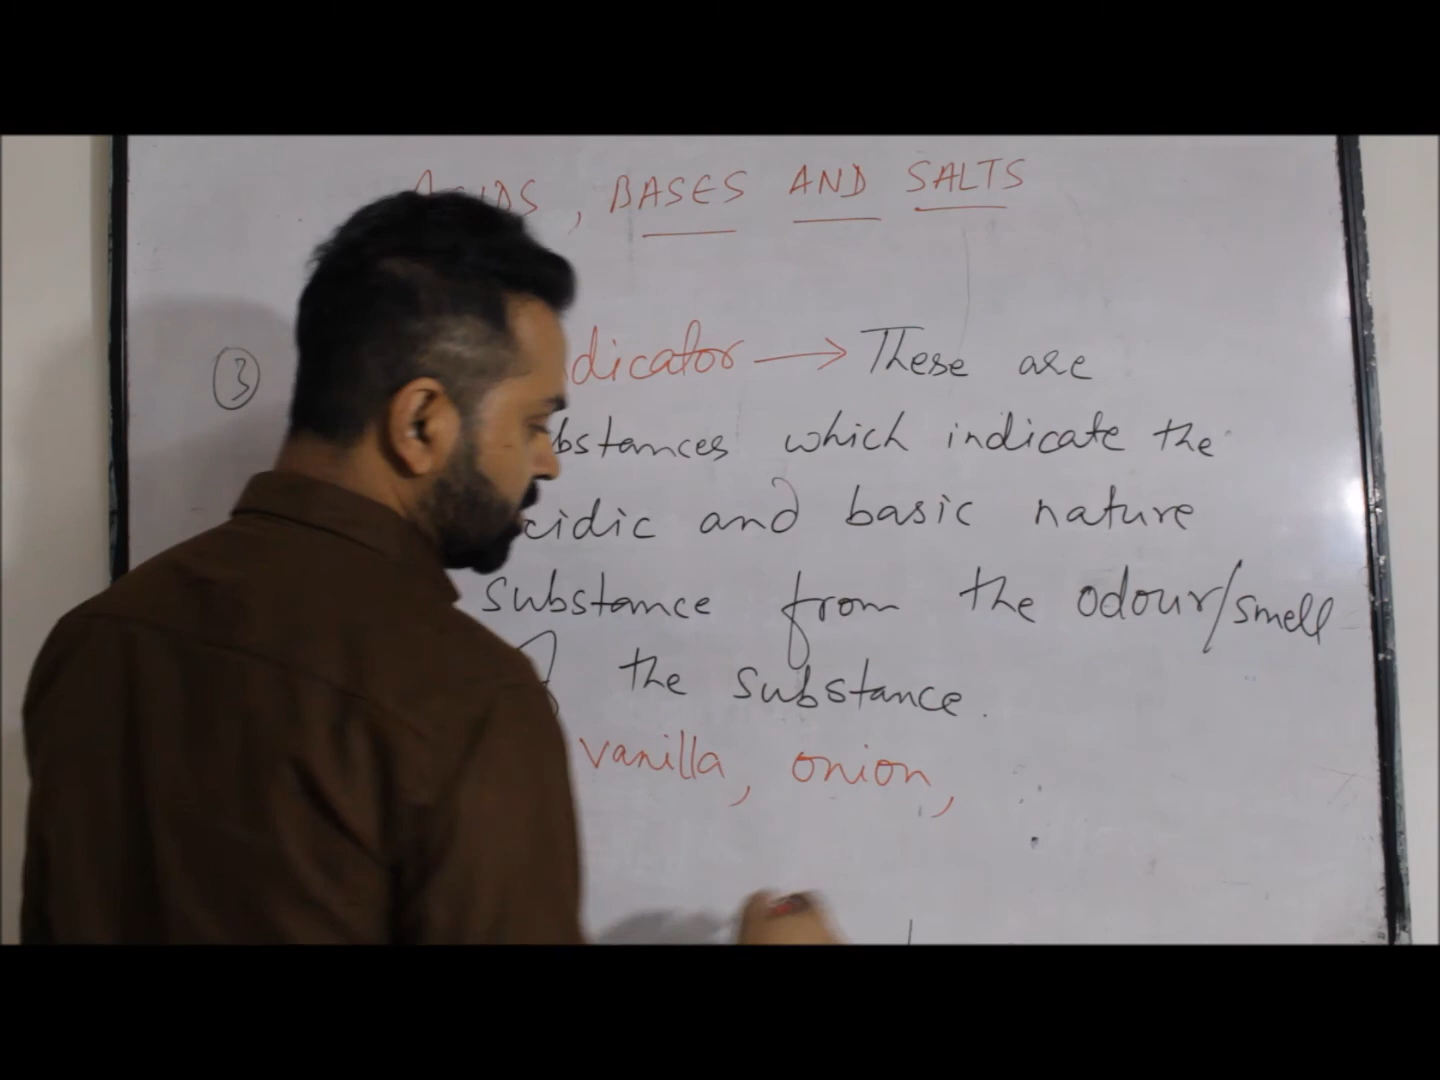 ACIDS, BASES AND SALTS
3 dicator → These are
bstances which indicate the
cidic and basic nature
substance from the odour/smell
the substance.
vanilla, onion,